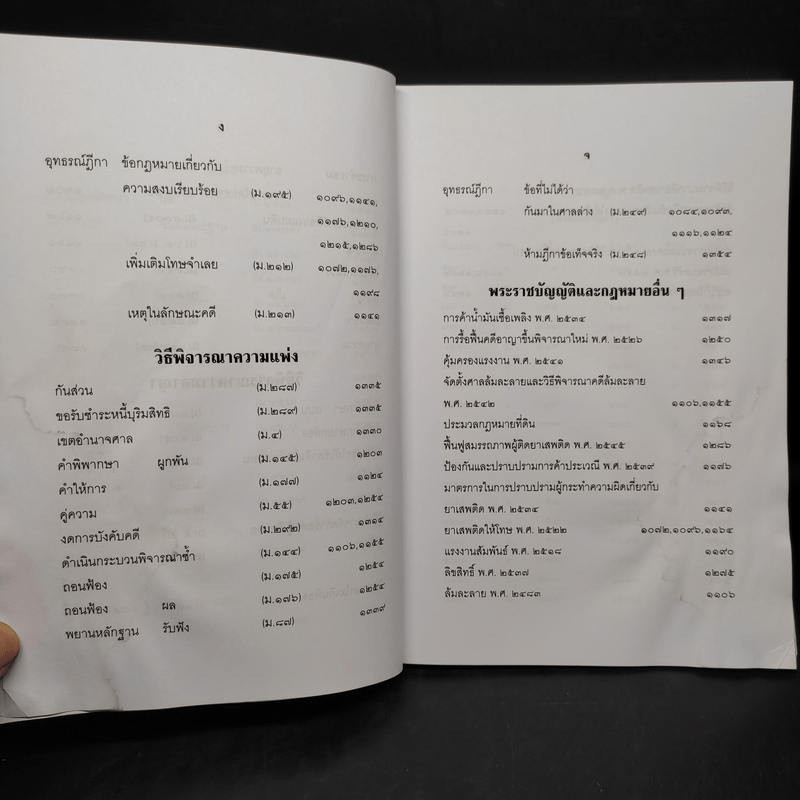 ง
อุทธรณ์ฎีกา ข้อกฎหมายเกี่ยวกับ
ความสงบเรียบร้อย (ม.๑๙๕) ๑๐๙๖,๑๑๔๑,
๑๑๗๖,๑๒๑๐,
๑๒๑๕,๑๒๘๖
เพิ่มเติมโทษจำเลย (ม.๒๑๒) ๑๐๗๒,๑๑๗๖,
๑๑๙๘
เหตุในลักษณะคดี (ม.๒๑๓) ๑๑๔๑
วิธีพิจารณาความแพ่ง
กันส่วน (ม.๒๘๗) ๑๓๓๕
ขอรับชำระหนี้บุริมสิทธิ (ม.๒๘๙) ๑๓๓๕
เขตอำนาจศาล (ม.๔) ๑๓๓๐
คำพิพากษา ผูกพัน (ม.๑๔๕) ๑๒๐๓
คำให้การ (ม.๑๗๗) ๑๑๒๔
คู่ความ (ม.๕๕) ๑๒๐๓,๑๒๕๔
งดการบังคับคดี (ม.๒๙๒) ๑๓๑๔
ดำเนินกระบวนพิจารณาซ้ำ (ม.๑๔๔) ๑๑๐๖,๑๑๕๕
ถอนฟ้อง (ม.๑๗๕) ๑๒๕๔
ถอนฟ้อง ผล (ม.๑๗๖) ๑๒๕๔
พยานหลักฐาน รับฟัง (ม.๘๗) ๑๓๓๙
จ
อุทธรณ์ฎีกา ข้อที่ไม่ได้ว่า
กันมาในศาลล่าง (ม.๒๔๙) ๑๐๘๔,๑๐๙๓,
๑๑๑๖,๑๑๒๔
ห้ามฎีกาข้อเท็จจริง (ม.๒๔๘) ๑๓๕๔
พระราชบัญญัติและกฎหมายอื่น ๆ
การค้าน้ำมันเชื้อเพลิง พ.ศ. ๒๕๓๔ ๑๓๑๗
การรื้อฟื้นคดีอาญาขึ้นพิจารณาใหม่ พ.ศ. ๒๕๒๖ ๑๒๕๐
คุ้มครองแรงงาน พ.ศ. ๒๕๔๑ ๑๓๔๖
จัดตั้งศาลล้มละลายและวิธีพิจารณาคดีล้มละลาย
พ.ศ. ๒๕๔๒ ๑๑๐๖,๑๑๕๕
ประมวลกฎหมายที่ดิน ๑๑๖๘
ฟื้นฟูสมรรถภาพผู้ติดยาเสพติด พ.ศ. ๒๕๔๕ ๑๒๘๖
ป้องกันและปราบปรามการค้าประเวณี พ.ศ. ๒๕๓๙ ๑๑๗๖
มาตรการในการปราบปรามผู้กระทำความผิดเกี่ยวกับ
ยาเสพติด พ.ศ. ๒๕๓๔ ๑๑๔๑
ยาเสพติดให้โทษ พ.ศ. ๒๕๒๒ ๑๐๗๒,๑๐๙๖,๑๑๖๔
แรงงานสัมพันธ์ พ.ศ. ๒๕๑๘ ๑๑๙๐
ลิขสิทธิ์ พ.ศ. ๒๕๓๗ ๑๒๗๕
ล้มละลาย พ.ศ. ๒๔๘๓ ๑๑๐๖